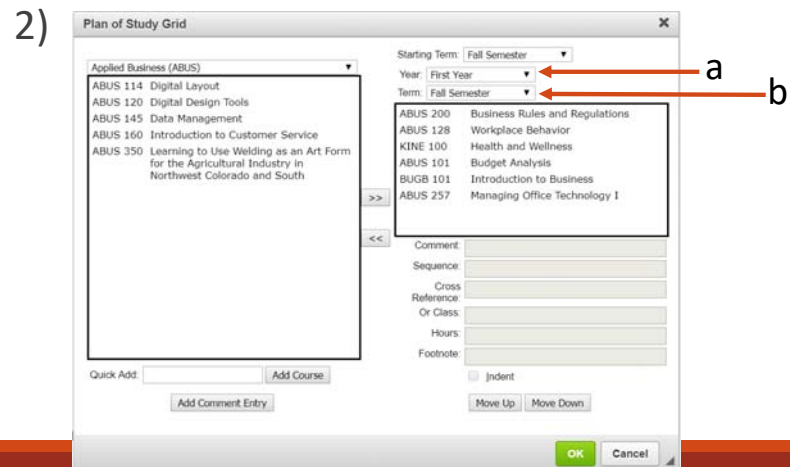 2)
Plan of Study Grid
Applied Business (ABUS)
ABUS 114 Digital Layout
ABUS 120 Digital Design Tools
ABUS 145 Data Management
ABUS 160 Introduction to Customer Service
ABUS 350 Learning to Use Welding as an Art Form
for the Agricultural Industry in
Northwest Colorado and South
Quick Add:
Add Course
Add Comment Entry
>>
<<
Starting Term: Fall Semester
Year: First Year
a
Term: Fall Semester
b
ABUS 200 Business Rules and Regulations
ABUS 128 Workplace Behavior
KINE 100 Health and Wellness
ABUS 101 Budget Analysis
BUGB 101 Introduction to Business
ABUS 257 Managing Office Technology I
Comment:
Sequence:
Cross
Reference:
Or Class:
Hours:
Footnote:
Indent
Move Up Move Down
OK Cancel